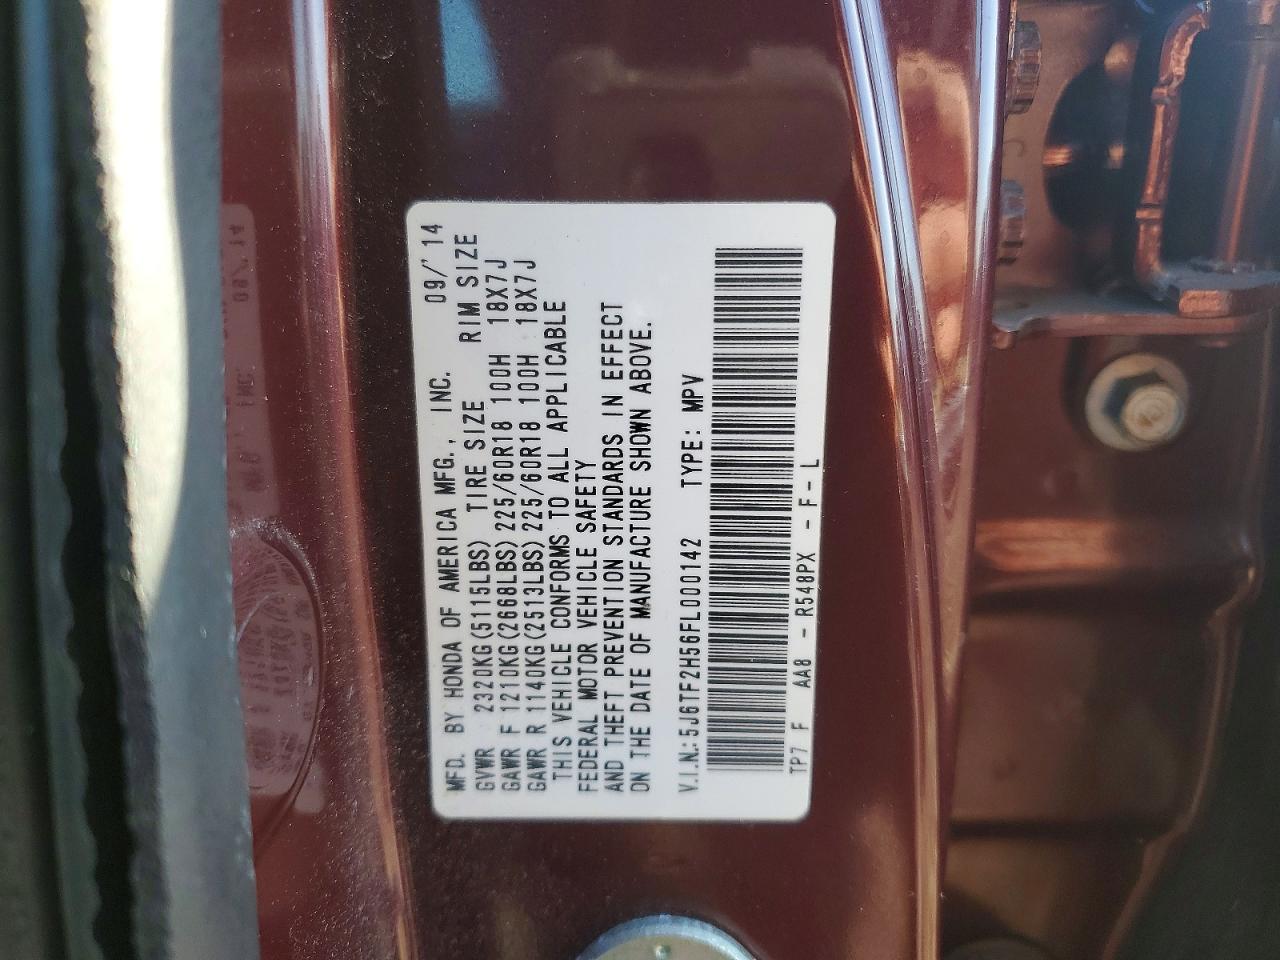 MFD. BY HONDA OF AMERICA MFG., INC. 09/'14
GVWR 2320KG(5115LBS) TIRE SIZE RIM SIZE
GAWR F 1210KG(2668LBS) 225/60R18 100H 18X7J
GAWR R 1140KG(2513LBS) 225/60R18 100H 18X7J
THIS VEHICLE CONFORMS TO ALL APPLICABLE
FEDERAL MOTOR VEHICLE SAFETY
AND THEFT PREVENTION STANDARDS IN EFFECT
ON THE DATE OF MANUFACTURE SHOWN ABOVE.
V.I.N.: 5J6TF2H56FL000142 TYPE: MPV
TP7 F AA8 - R548PX - F - L